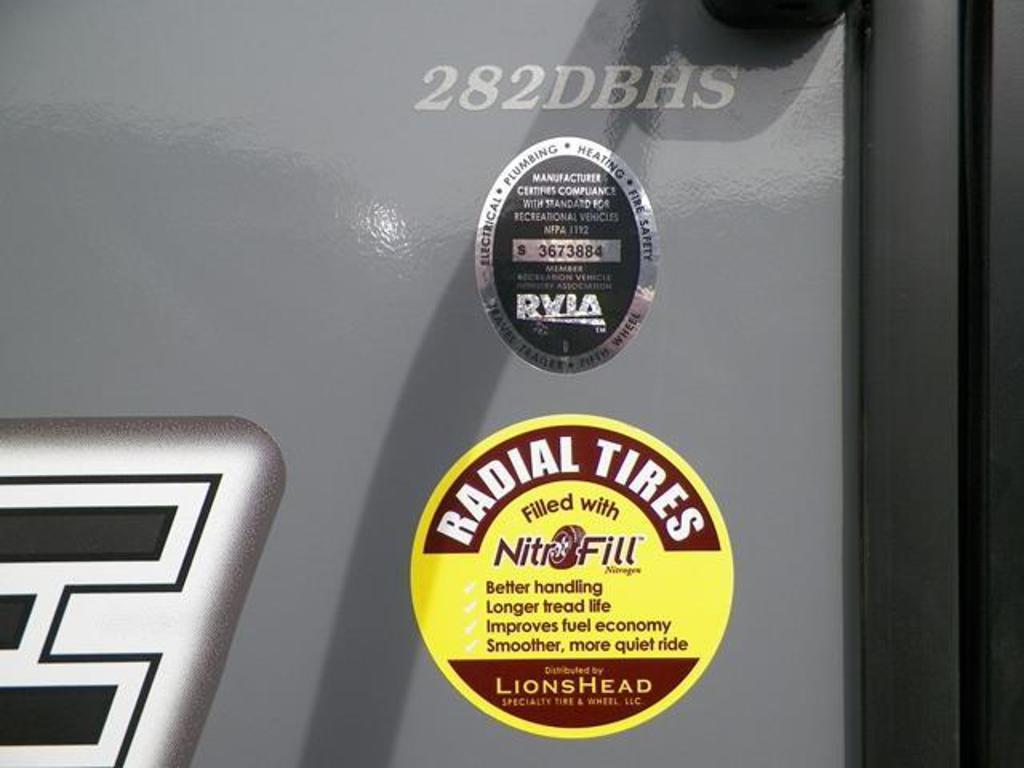 282DBHS
ELECTRICAL • PLUMBING • HEATING • FIRE SAFETY
MANUFACTURER
CERTIFIES COMPLIANCE
WITH STANDARD FOR
RECREATIONAL VEHICLES
NFPA 1192
S 3673884
MEMBER
RECREATION VEHICLE
INDUSTRY ASSOCIATION
RVIA
TM
TRAVEL TRAILER • FIFTH WHEEL
RADIAL TIRES
Filled with
NitroFill™
Nitrogen
✓ Better handling
✓ Longer tread life
✓ Improves fuel economy
✓ Smoother, more quiet ride
Distributed by
LIONSHEAD
SPECIALTY TIRE & WHEEL, LLC.
E